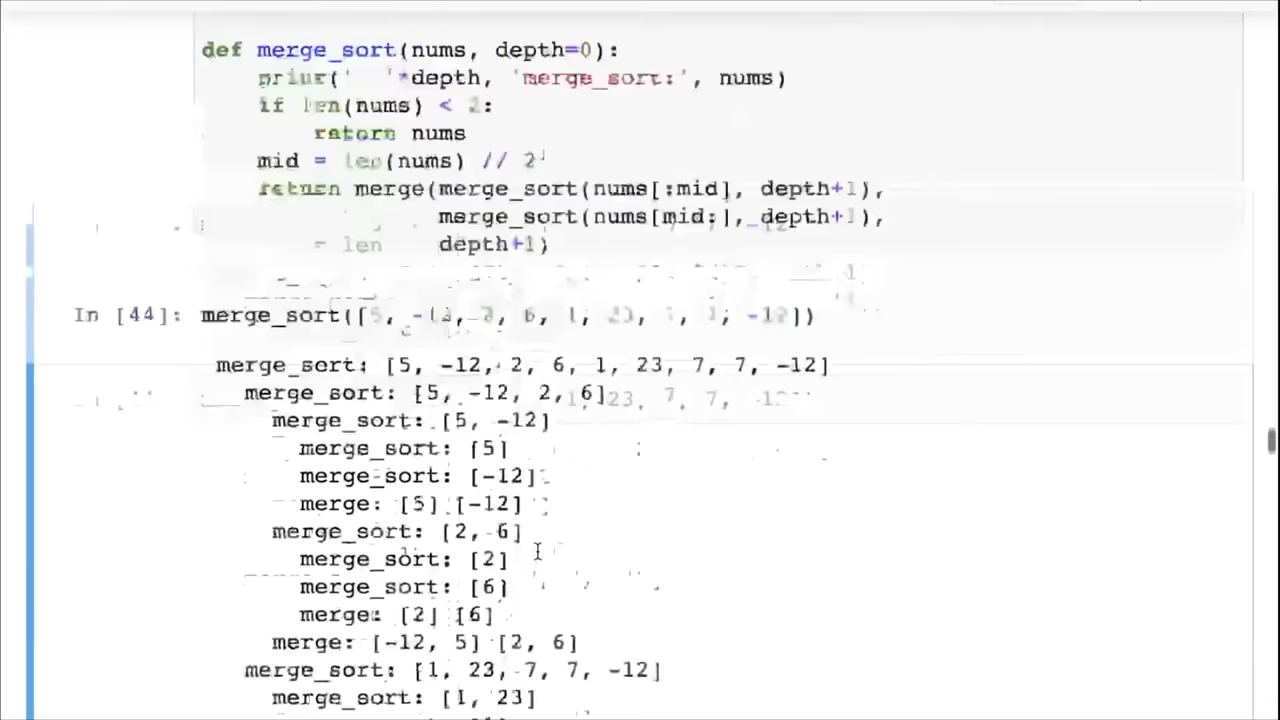 def merge_sort(nums, depth=0):
    print('  '*depth, 'merge_sort:', nums)
    if len(nums) < 2:
        return nums
    mid = len(nums) // 2
    return merge(merge_sort(nums[:mid], depth+1),
                 merge_sort(nums[mid:], depth+1),
                 depth+1)
In [44]: merge_sort([5, -12, 2, 6, 1, 23, 7, 7, -12])
merge_sort: [5, -12, 2, 6, 1, 23, 7, 7, -12]
  merge_sort: [5, -12, 2, 6]
    merge_sort: [5, -12]
      merge_sort: [5]
      merge_sort: [-12]
      merge: [5] [-12]
    merge_sort: [2, 6]
      merge_sort: [2]
      merge_sort: [6]
      merge: [2] [6]
    merge: [-12, 5] [2, 6]
  merge_sort: [1, 23, 7, 7, -12]
    merge_sort: [1, 23]